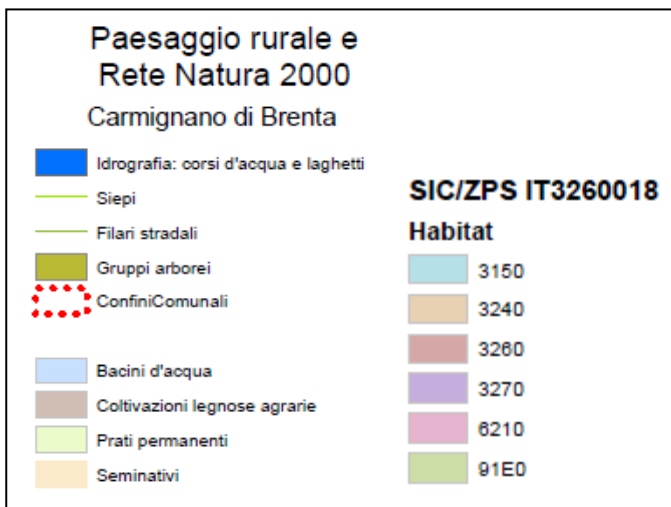 Paesaggio rurale e
Rete Natura 2000
Carmignano di Brenta
Idrografia: corsi d'acqua e laghetti
Siepi
Filari stradali
Gruppi arborei
ConfiniComunali
Bacini d'acqua
Coltivazioni legnose agrarie
Prati permanenti
Seminativi
SIC/ZPS IT3260018
Habitat
3150
3240
3260
3270
6210
91E0